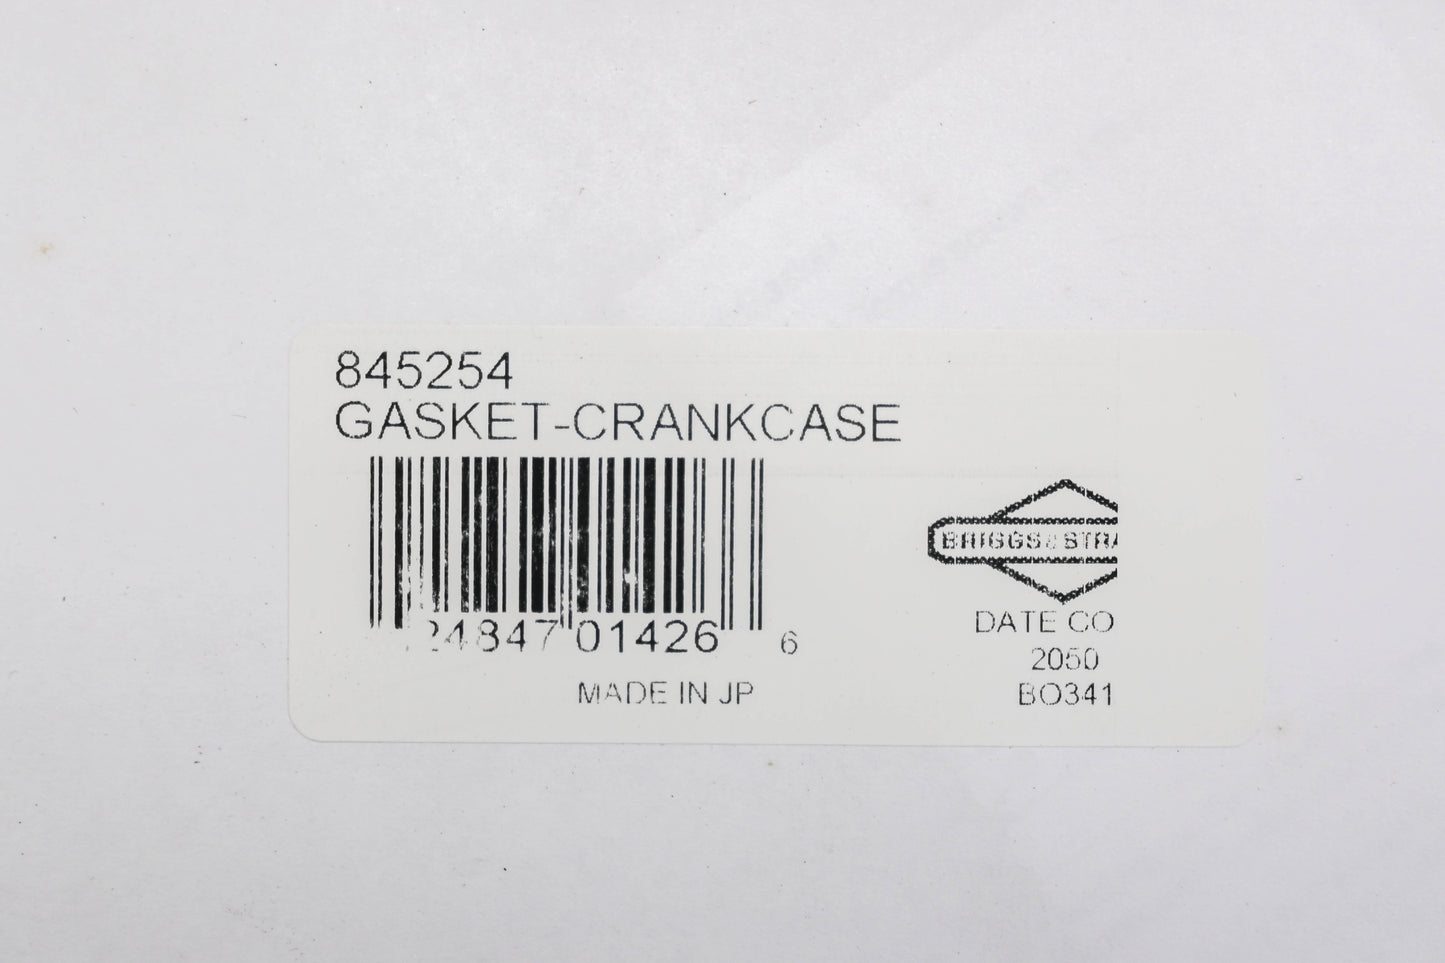 845254
GASKET-CRANKCASE
24847 01426 6
MADE IN JP
BRIGGS & STRA
DATE CO
2050
BO341